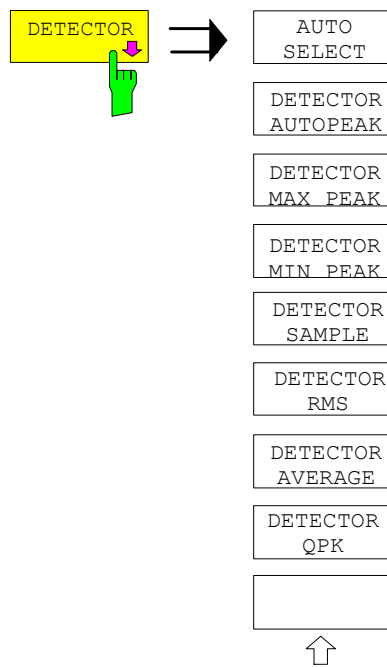 DETECTOR
AUTO
SELECT
DETECTOR
AUTOPEAK
DETECTOR
MAX PEAK
DETECTOR
MIN PEAK
DETECTOR
SAMPLE
DETECTOR
RMS
DETECTOR
AVERAGE
DETECTOR
QPK